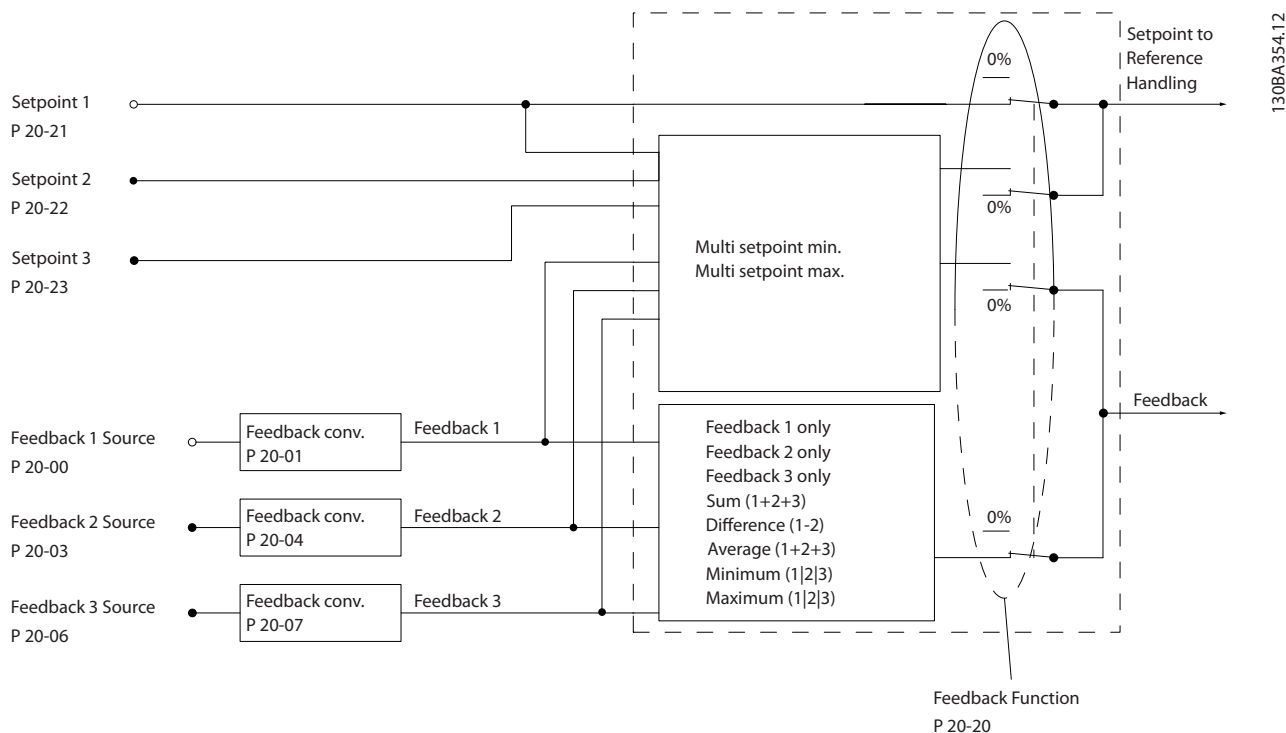 130BA354.12
Setpoint to
Reference
Handling
0%
Setpoint 1
P 20-21
Setpoint 2
P 20-22
0%
Setpoint 3
P 20-23
Multi setpoint min.
Multi setpoint max.
0%
Feedback
Feedback 1 Source
P 20-00
Feedback conv.
P 20-01
Feedback 1
Feedback 2 Source
P 20-03
Feedback conv.
P 20-04
Feedback 2
Feedback 3 Source
P 20-06
Feedback conv.
P 20-07
Feedback 3
Feedback 1 only
Feedback 2 only
Feedback 3 only
Sum (1+2+3)
Difference (1-2)
Average (1+2+3)
Minimum (1|2|3)
Maximum (1|2|3)
0%
Feedback Function
P 20-20